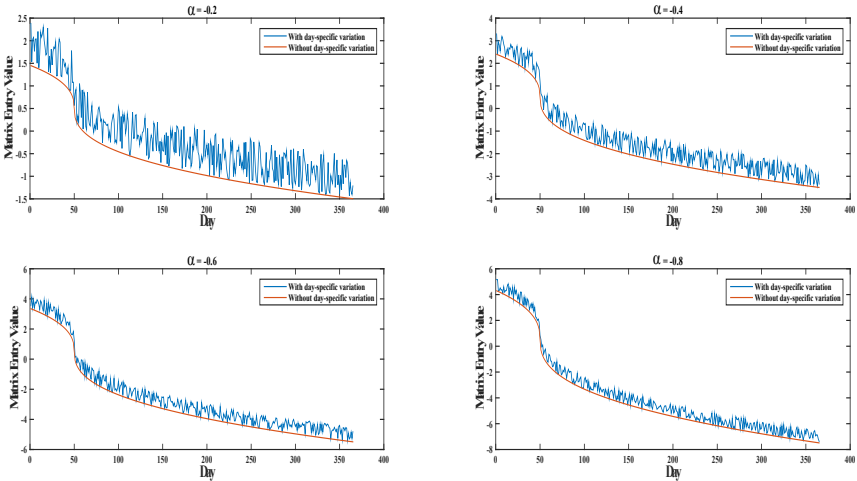 α = -0.2
2.5
2
1.5
1
0.5
0
-0.5
-1
-1.5
Matrix Entry Value
With day-specific variation
Without day-specific variation
0 50 100 150 200 250 300 350 400
Day
α = -0.4
4
3
2
1
0
-1
-2
-3
-4
Matrix Entry Value
With day-specific variation
Without day-specific variation
0 50 100 150 200 250 300 350 400
Day
α = -0.6
6
4
2
0
-2
-4
-6
Matrix Entry Value
With day-specific variation
Without day-specific variation
0 50 100 150 200 250 300 350 400
Day
α = -0.8
6
4
2
0
-2
-4
-6
-8
Matrix Entry Value
With day-specific variation
Without day-specific variation
0 50 100 150 200 250 300 350 400
Day